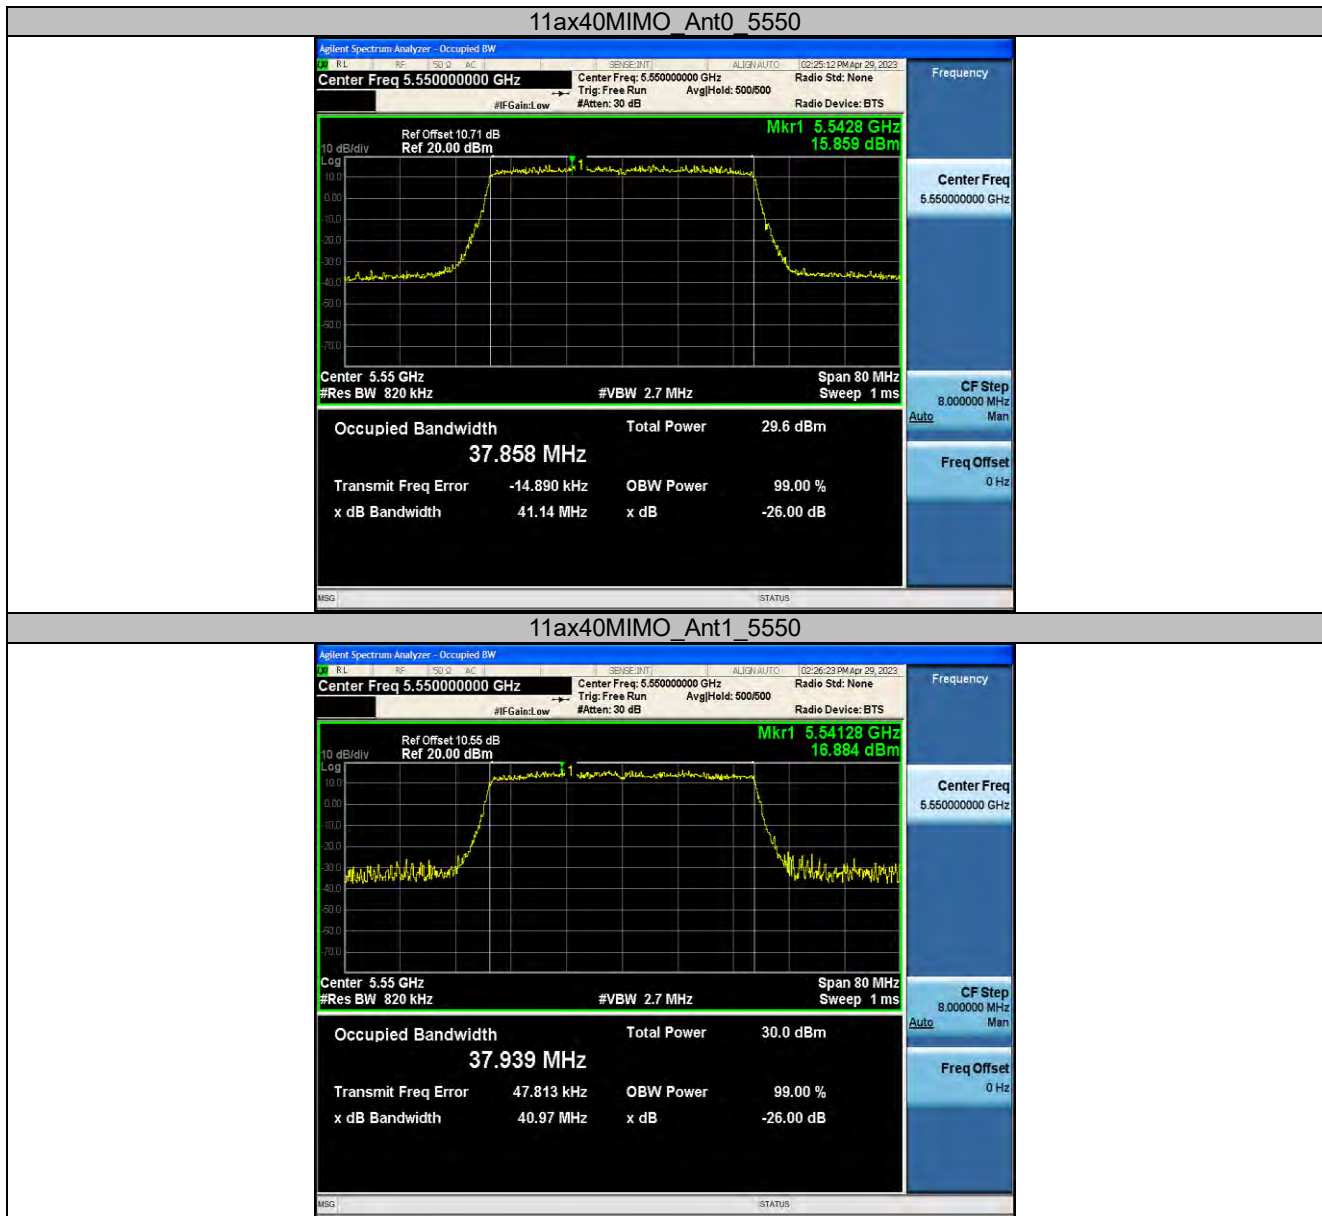 11ax40MIMO_Ant0_5550
Agilent Spectrum Analyzer - Occupied BW
RL RF 50 Ω AC SENSE:INT ALIGN AUTO 02:25:12 PM Apr 29, 2023
Center Freq 5.550000000 GHz Center Freq: 5.550000000 GHz Radio Std: None Frequency
Trig: Free Run Avg|Hold: 500/500
#IFGain:Low #Atten: 30 dB Radio Device: BTS
Mkr1 5.5428 GHz
15.859 dBm
Ref Offset 10.71 dB
10 dB/div Ref 20.00 dBm
Log
10.0
0.00
-10.0
-20.0
-30.0
-40.0
-50.0
-60.0
-70.0
1
Center 5.55 GHz Span 80 MHz
#Res BW 820 kHz #VBW 2.7 MHz Sweep 1 ms
Center Freq
5.550000000 GHz
CF Step
8.000000 MHz
Auto Man
Freq Offset
0 Hz
Occupied Bandwidth Total Power 29.6 dBm
37.858 MHz
Transmit Freq Error -14.890 kHz OBW Power 99.00 %
x dB Bandwidth 41.14 MHz x dB -26.00 dB
MSG STATUS
11ax40MIMO_Ant1_5550
Agilent Spectrum Analyzer - Occupied BW
RL RF 50 Ω AC SENSE:INT ALIGN AUTO 02:26:23 PM Apr 29, 2023
Center Freq 5.550000000 GHz Center Freq: 5.550000000 GHz Radio Std: None Frequency
Trig: Free Run Avg|Hold: 500/500
#IFGain:Low #Atten: 30 dB Radio Device: BTS
Mkr1 5.54128 GHz
16.884 dBm
Ref Offset 10.55 dB
10 dB/div Ref 20.00 dBm
Log
10.0
0.00
-10.0
-20.0
-30.0
-40.0
-50.0
-60.0
-70.0
1
Center 5.55 GHz Span 80 MHz
#Res BW 820 kHz #VBW 2.7 MHz Sweep 1 ms
Center Freq
5.550000000 GHz
CF Step
8.000000 MHz
Auto Man
Freq Offset
0 Hz
Occupied Bandwidth Total Power 30.0 dBm
37.939 MHz
Transmit Freq Error 47.813 kHz OBW Power 99.00 %
x dB Bandwidth 40.97 MHz x dB -26.00 dB
MSG STATUS